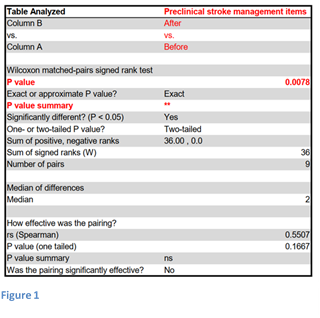 Table Analyzed Preclinical stroke management items
Column B After
vs. vs.
Column A Before
Wilcoxon matched-pairs signed rank test
P value 0.0078
Exact or approximate P value? Exact
P value summary **
Significantly different? (P < 0.05) Yes
One- or two-tailed P value? Two-tailed
Sum of positive, negative ranks 36.00 , 0.0
Sum of signed ranks (W) 36
Number of pairs 9
Median of differences
Median 2
How effective was the pairing?
rs (Spearman) 0.5507
P value (one tailed) 0.1667
P value summary ns
Was the pairing significantly effective? No
Figure 1